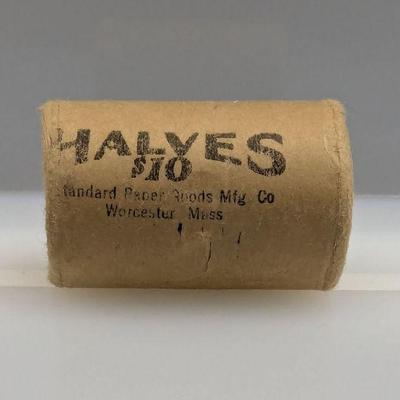 HALVES
$10
Standard Paper Goods Mfg. Co
Worcester Mass